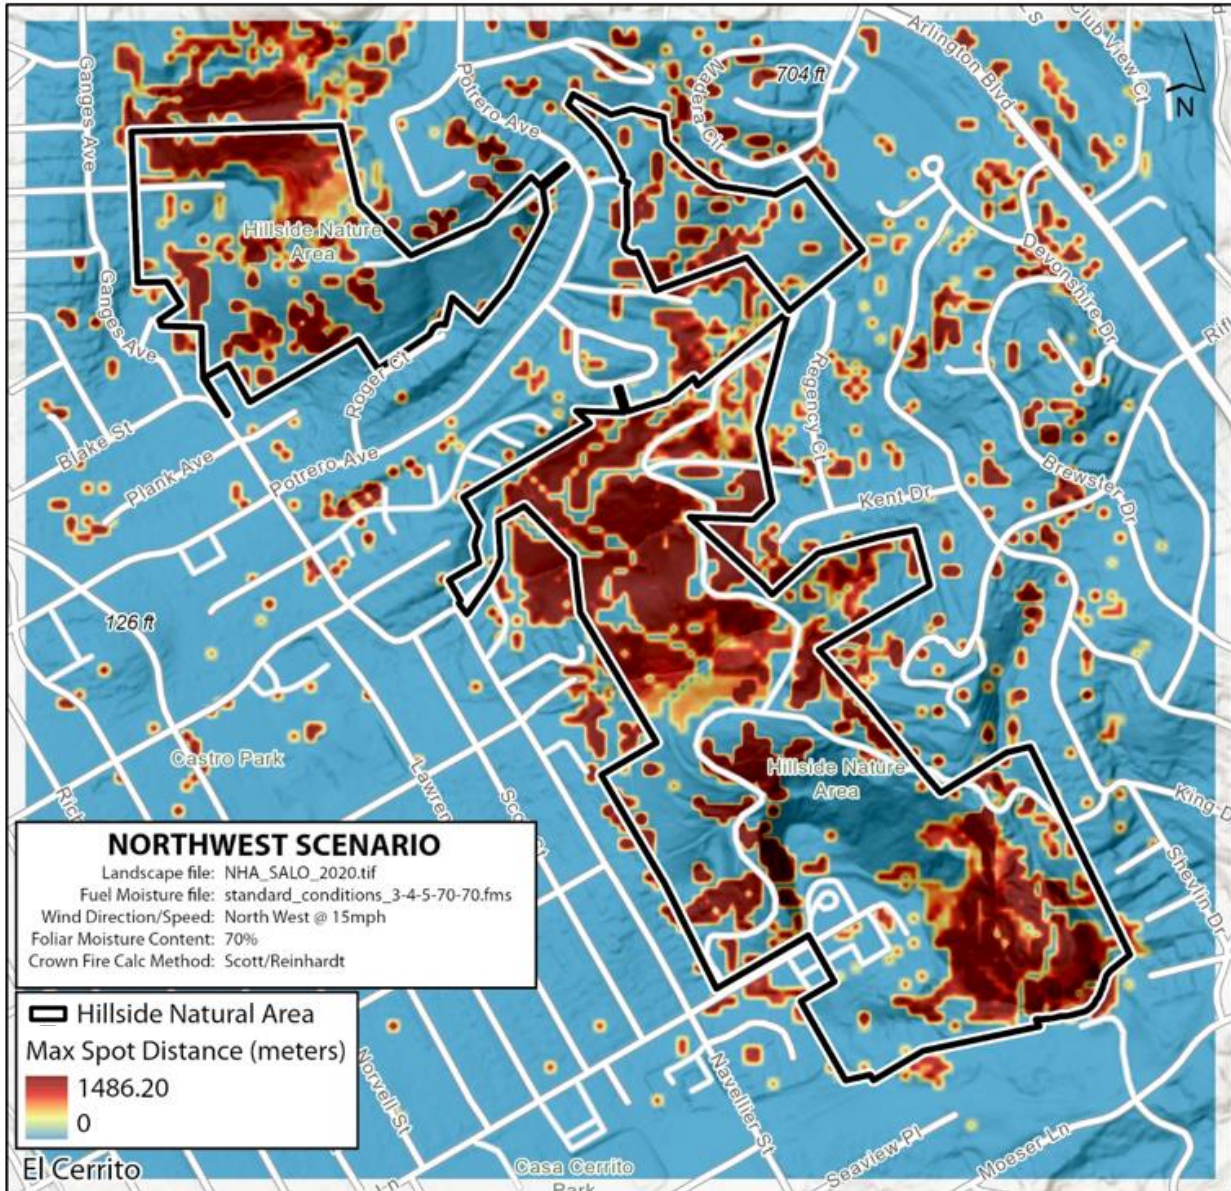 Ganges Ave
Potrero Ave
Madera Cir
704 ft
Arlington Blvd
S
Club View Ct
N
Hillside Nature
Area
Ganges Ave
Devonshire Dr
Roger Ct
Regency Ct
Blake St
Plank Ave
Potrero Ave
Brewster Dr
Kent Dr
126 ft
Castro Park
Hillside Nature
Area
King D
Shevlin Dr
NORTHWEST SCENARIO
Landscape file: NHA_SALO_2020.tif
Fuel Moisture file: standard_conditions_3-4-5-70-70.fms
Wind Direction/Speed: North West @ 15mph
Foliar Moisture Content: 70%
Crown Fire Calc Method: Scott/Reinhardt
Hillside Natural Area
Max Spot Distance (meters)
1486.20
0
Norvell St
Navellier St
Seaview Pl
Moeser Ln
Casa Cerrito
Park
Ln
El Cerrito